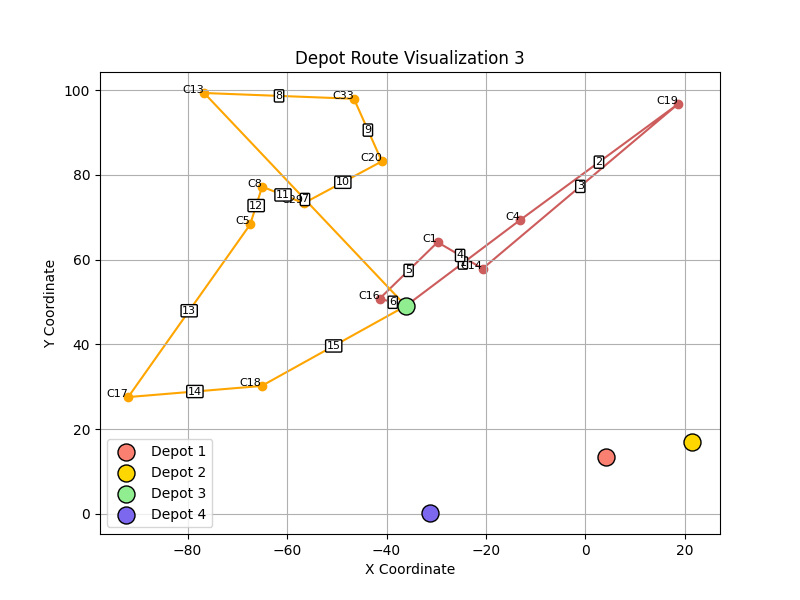 Depot Route Visualization 3
Y Coordinate
100
80
60
40
20
0
C13
8
C33
C19
9
C20
2
10
3
C8
11
7
12
C5
C4
C1
4
C14
5
C16
6
13
15
C17
14
C18
Depot 1
Depot 2
Depot 3
Depot 4
−80
−60
−40
−20
0
20
X Coordinate